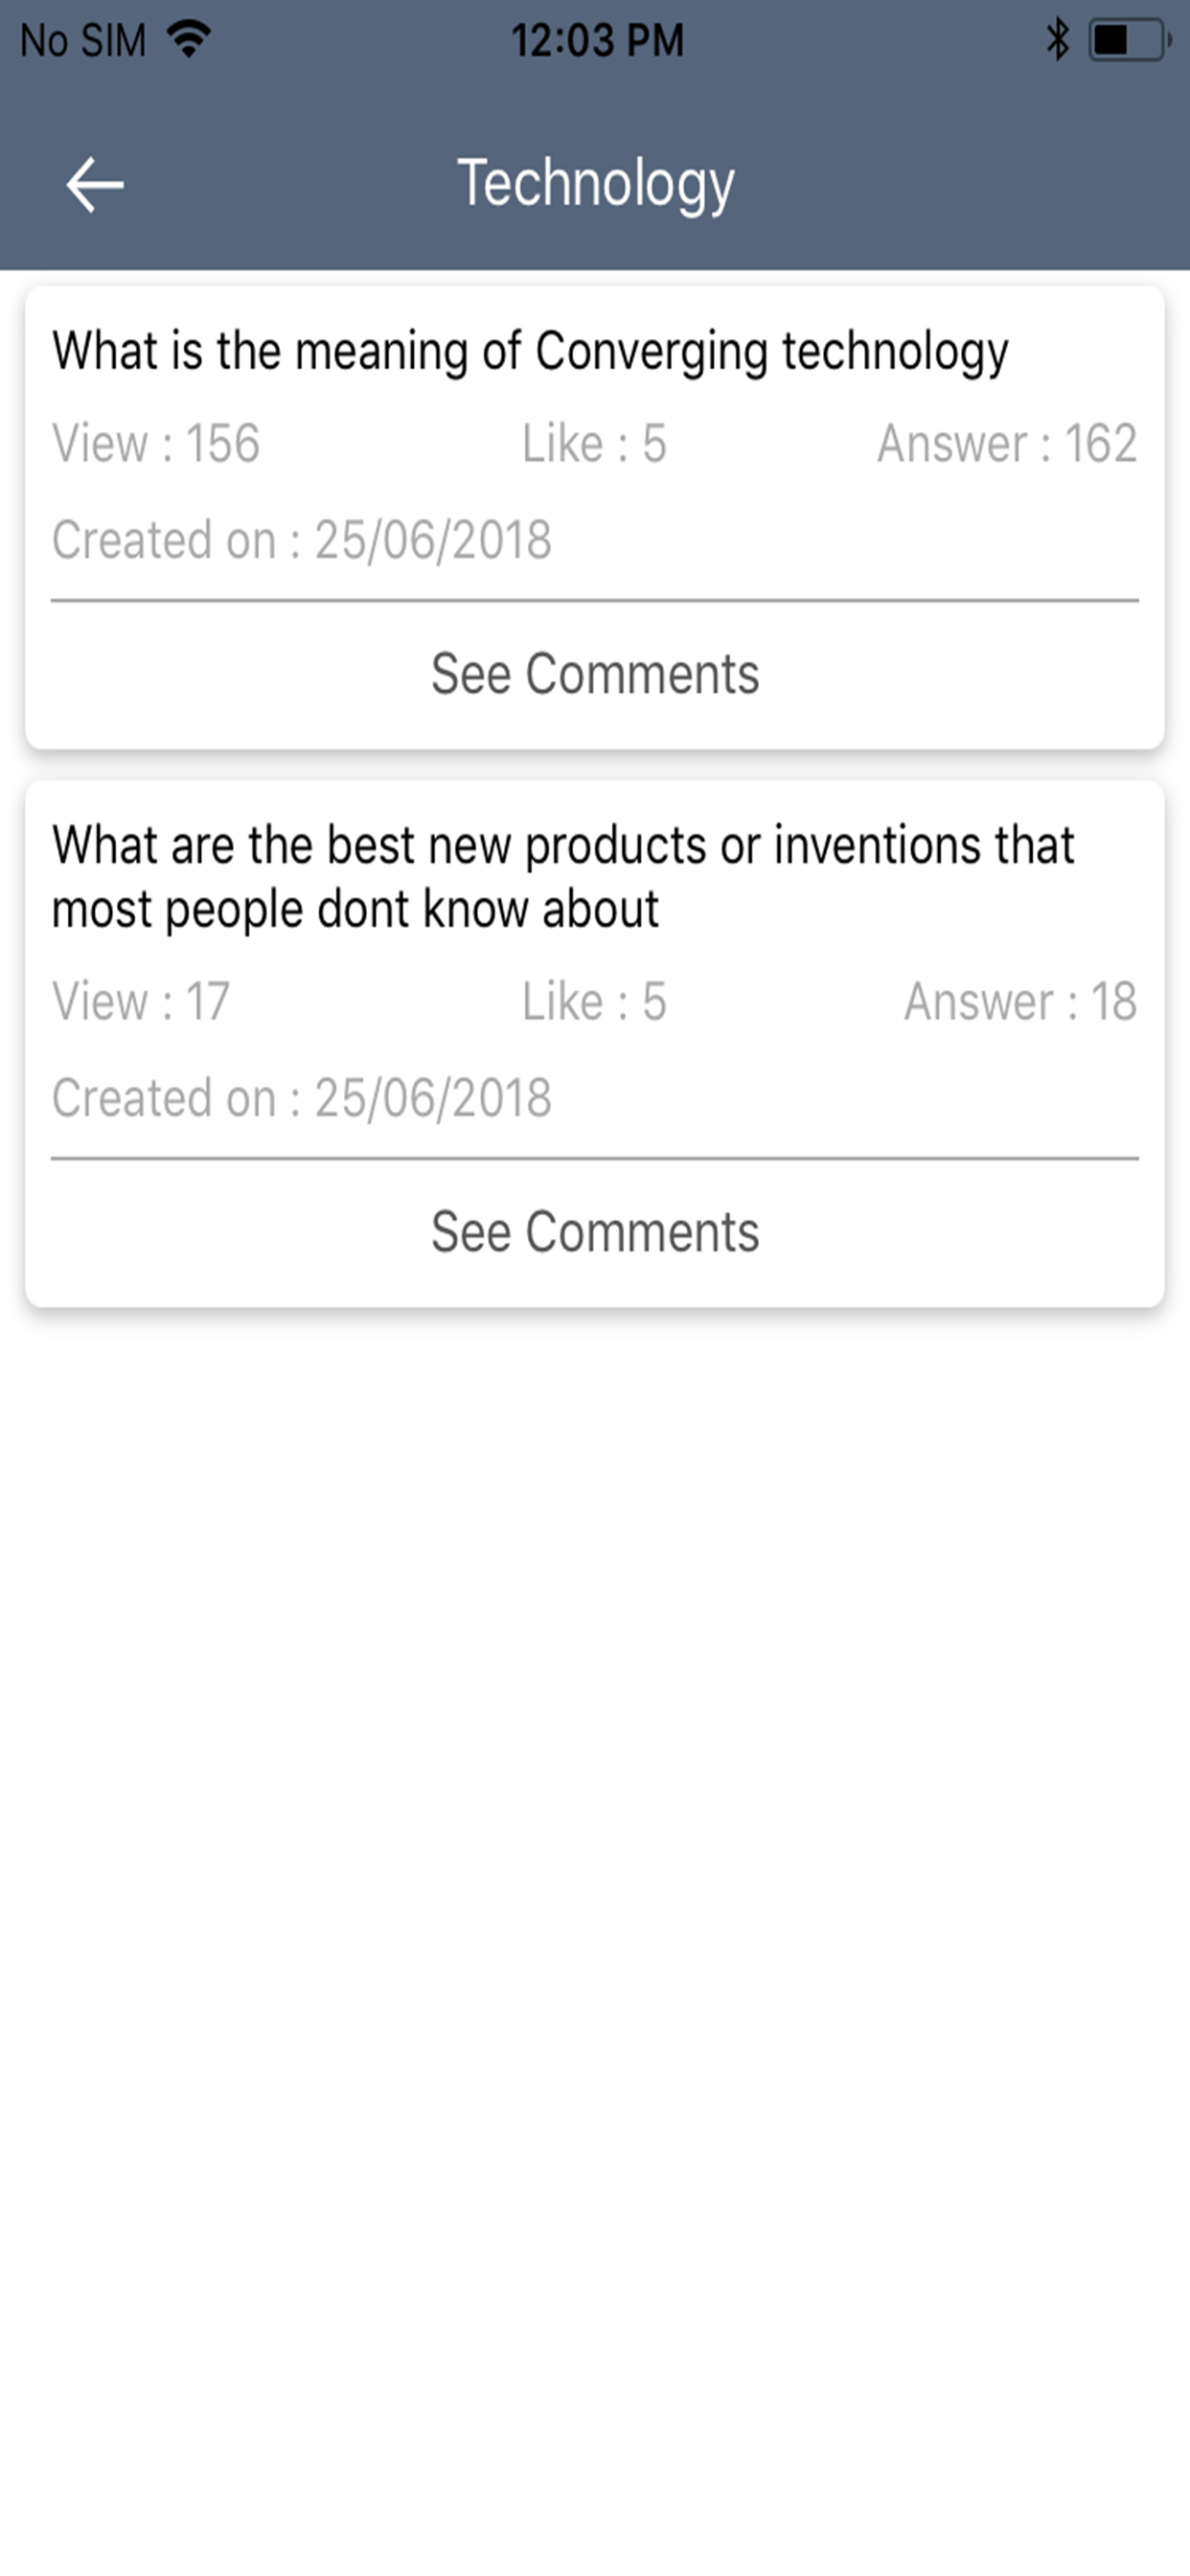 No SIM 12:03 PM
Technology
What is the meaning of Converging technology
View : 156 Like : 5 Answer : 162
Created on : 25/06/2018
See Comments
What are the best new products or inventions that
most people dont know about
View : 17 Like : 5 Answer : 18
Created on : 25/06/2018
See Comments